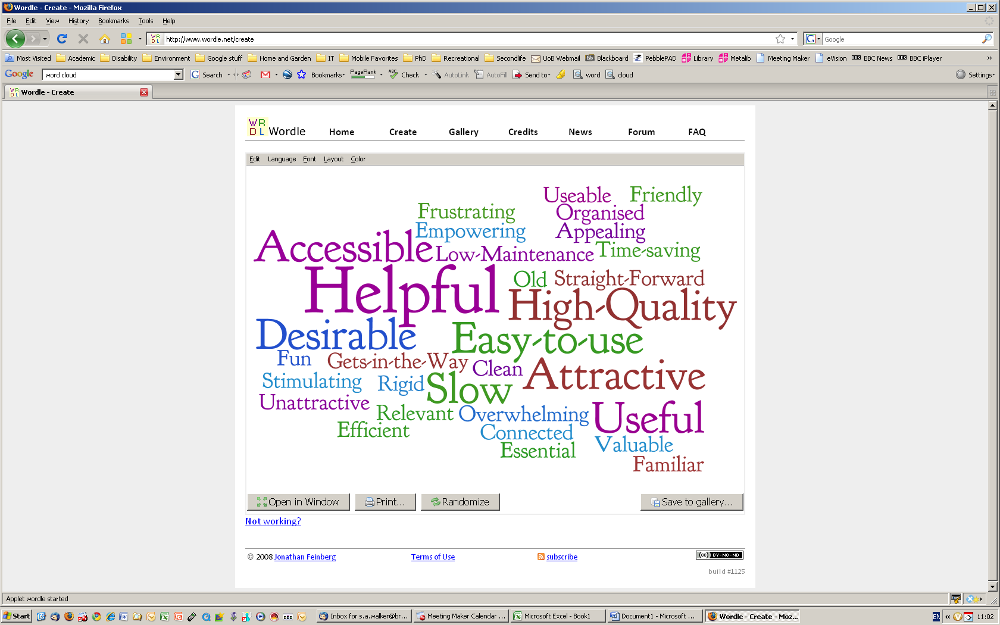 Wordle - Create - Mozilla Firefox
File Edit View History Bookmarks Tools Help
http://www.wordle.net/create
Google
Most Visited Academic Disability Environment Google stuff Home and Garden IT Mobile Favorites PhD Recreational Secondlife UoB Webmail Blackboard PebblePAD Library Metalib Meeting Maker eVision BBC News BBC iPlayer »
Google word cloud Search Bookmarks PageRank Check AutoLink AutoFill Send to word cloud Settings
Wordle - Create
WRDL Wordle Home Create Gallery Credits News Forum FAQ
Edit Language Font Layout Color
Useable Friendly
Frustrating Organised
Empowering Appealing
Accessible Low-Maintenance Time-saving
Helpful Old Straight-Forward
High-Quality
Desirable Easy-to-use
Fun Gets-in-the-Way Clean Attractive
Stimulating Rigid Slow
Unattractive Relevant Overwhelming Useful
Efficient Connected
Essential Valuable
Familiar
Open in Window Print... Randomize Save to gallery...
Not working?
© 2008 Jonathan Feinberg Terms of Use subscribe (cc) BY-NC-ND
build #1125
Applet wordle started
Start Inbox for s.a.walker@br... Meeting Maker Calendar ... Microsoft Excel - Book1 Document1 - Microsoft ... Wordle - Create - Moz... EN « 11:02